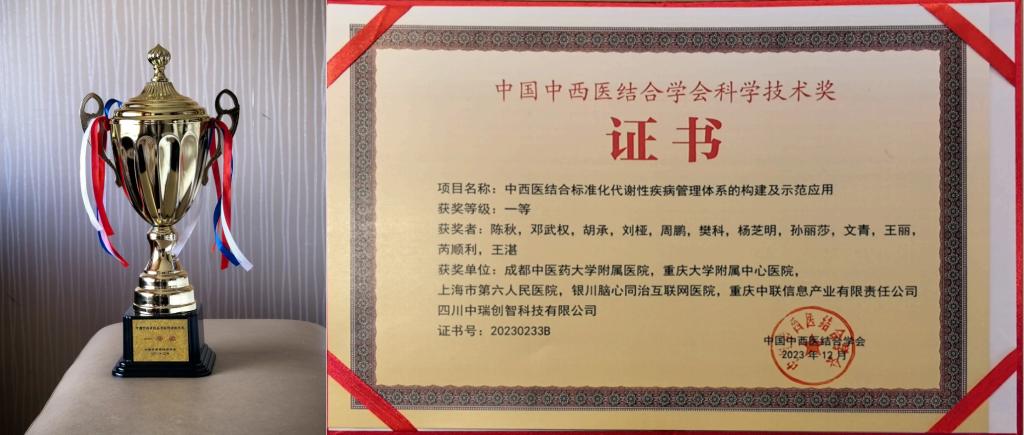 一等奖
中国中西医结合学会科学技术奖
证书
项目名称：中西医结合标准化代谢性疾病管理体系的构建及示范应用
获奖等级：一等
获奖者：陈秋，邓武权，胡承，刘桠，周鹏，樊科，杨芝明，孙丽莎，文青，王丽，
芮顺利，王湛
获奖单位：成都中医药大学附属医院，重庆大学附属中心医院，
上海市第六人民医院，银川脑心同治互联网医院，重庆中联信息产业有限责任公司
四川中瑞创智科技有限公司
证书号：20230233B
中国中西医结合学会
2023 年 12 月